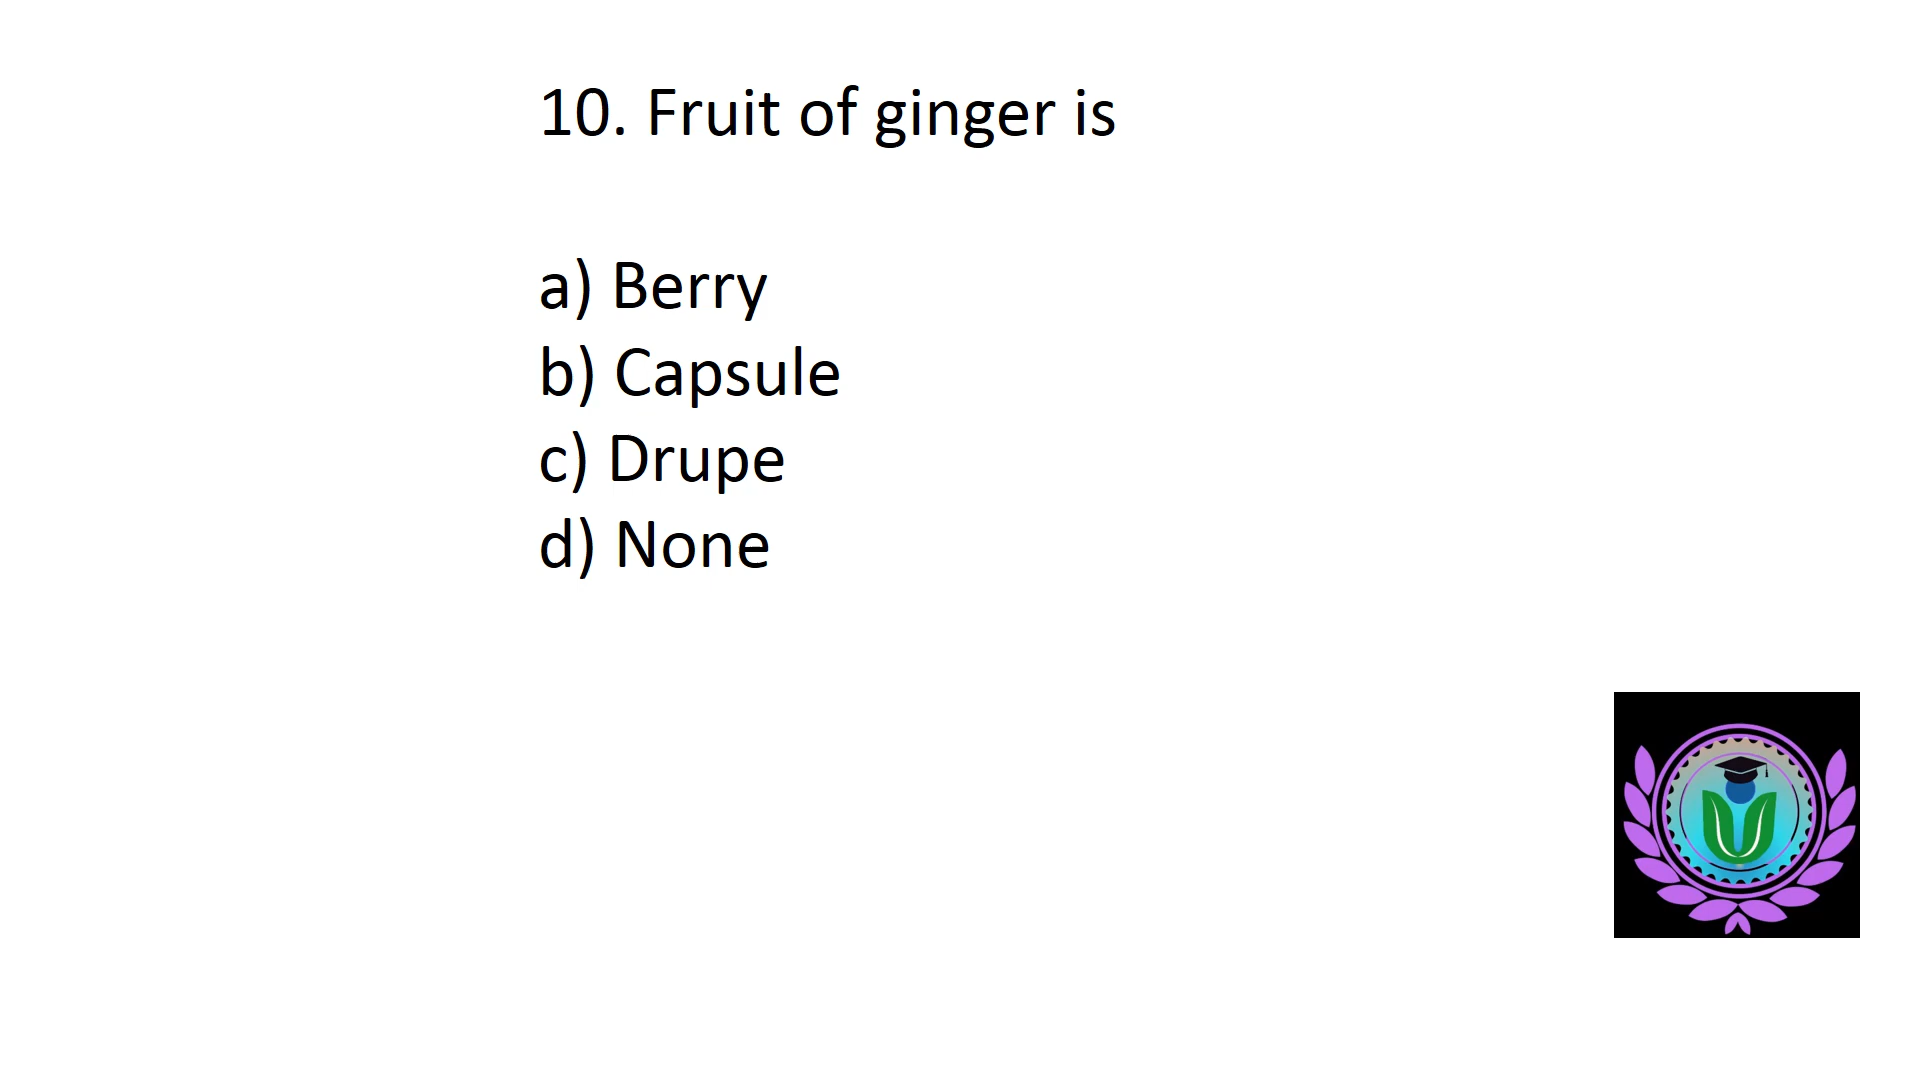 10. Fruit of ginger is
a) Berry
b) Capsule
c) Drupe
d) None